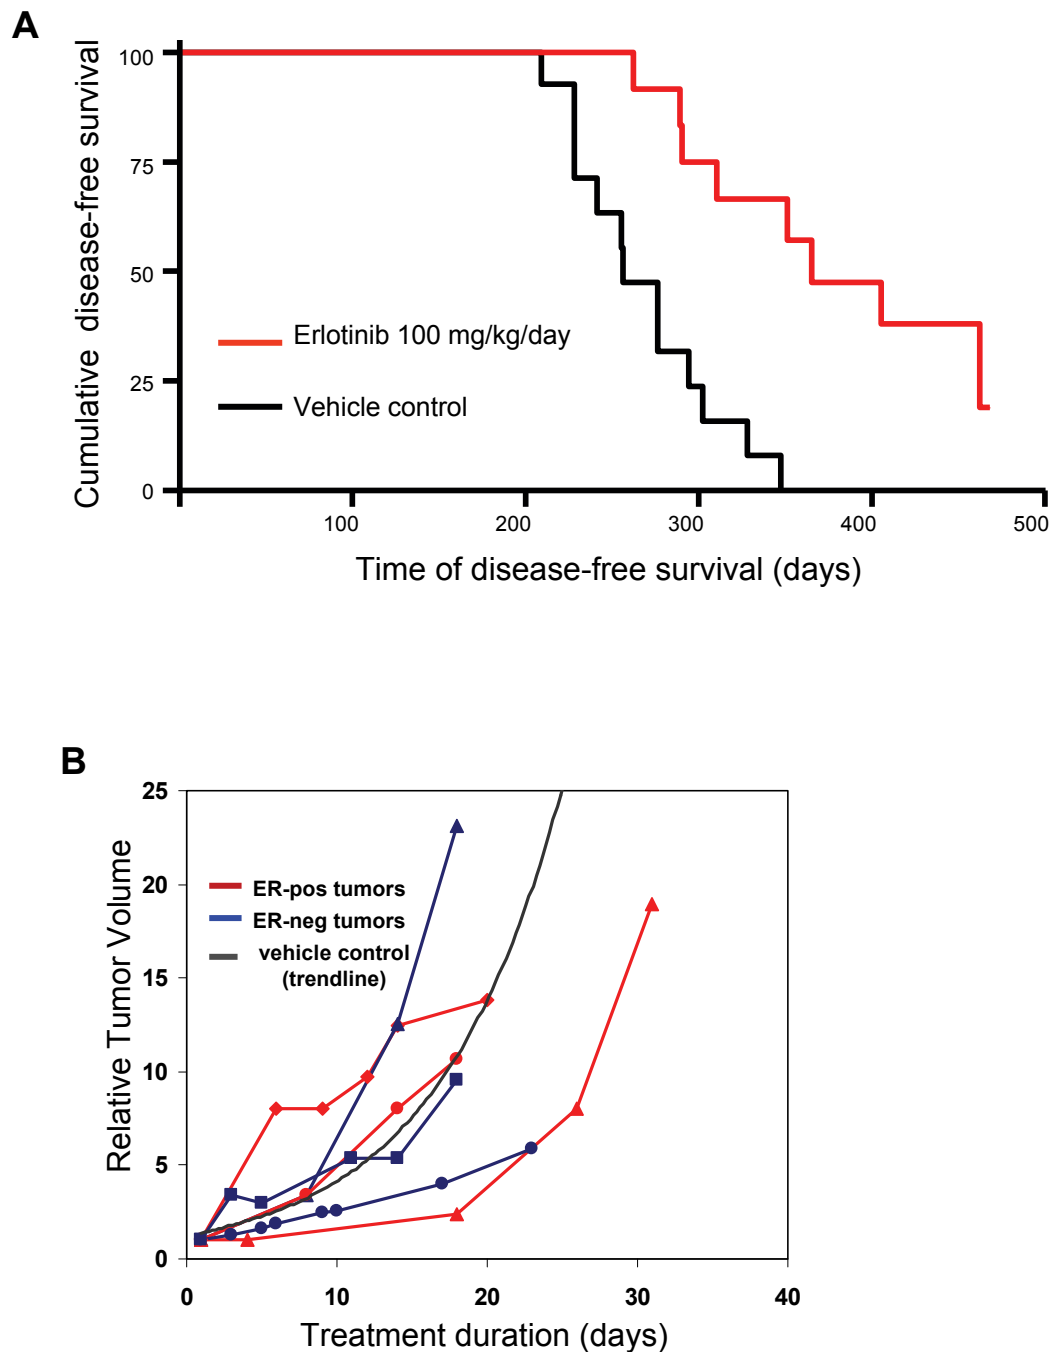 A
Cumulative disease-free survival
100
75
50
25
0
Erlotinib 100 mg/kg/day
Vehicle control
100
200
300
400
500
Time of disease-free survival (days)
B
Relative Tumor Volume
25
20
15
10
5
0
ER-pos tumors
ER-neg tumors
vehicle control
(trendline)
0
10
20
30
40
Treatment duration (days)